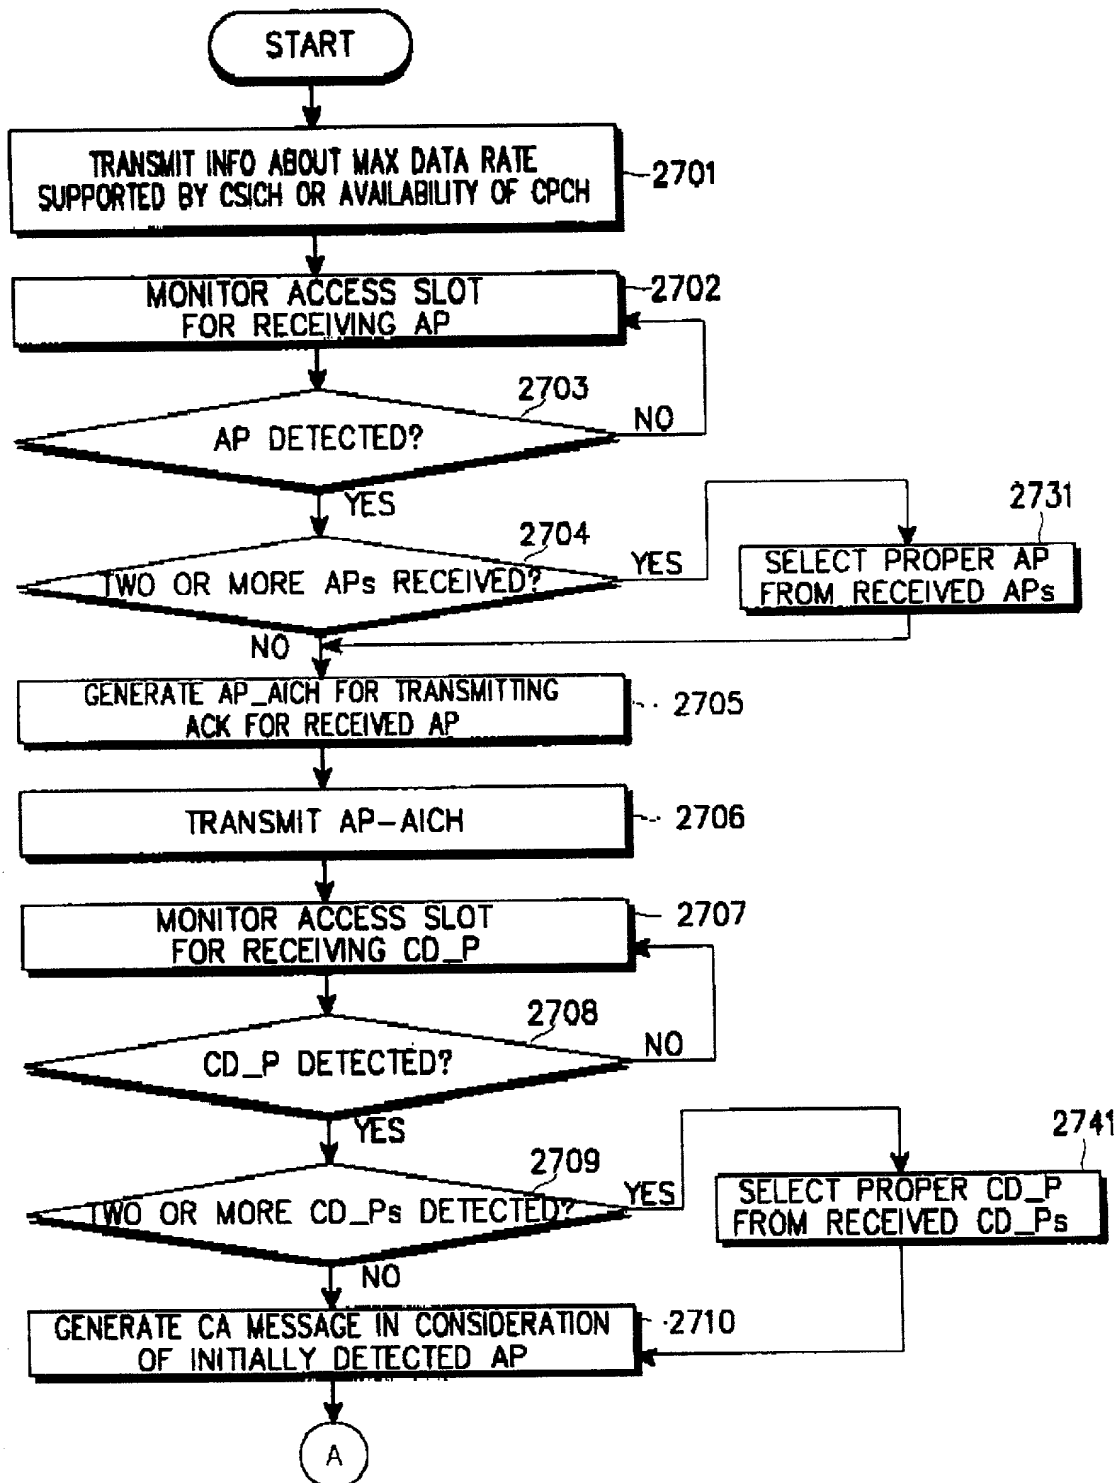 START
TRANSMIT INFO ABOUT MAX DATA RATE
SUPPORTED BY CSICH OR AVAILABILITY OF CPCH
2701
MONITOR ACCESS SLOT
FOR RECEIVING AP
2702
2703
AP DETECTED?
NO
YES
2704
TWO OR MORE APs RECEIVED?
YES
2731
SELECT PROPER AP
FROM RECEIVED APs
NO
GENERATE AP_AICH FOR TRANSMITTING
ACK FOR RECEIVED AP
2705
TRANSMIT AP-AICH
2706
MONITOR ACCESS SLOT
FOR RECEIVING CD_P
2707
2708
CD_P DETECTED?
NO
YES
2709
TWO OR MORE CD_Ps DETECTED?
YES
2741
SELECT PROPER CD_P
FROM RECEIVED CD_Ps
NO
GENERATE CA MESSAGE IN CONSIDERATION
OF INITIALLY DETECTED AP
2710
A